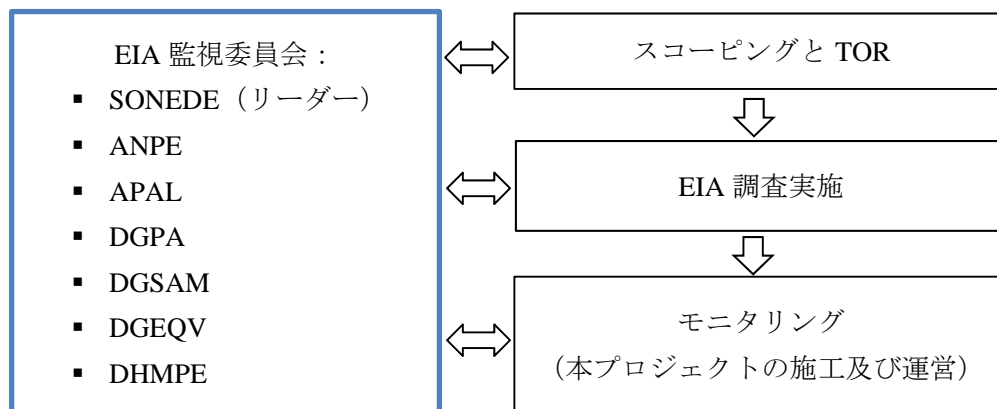 EIA 監視委員会：
▪ SONEDE（リーダー）
▪ ANPE
▪ APAL
▪ DGPA
▪ DGSAM
▪ DGEQV
▪ DHMPE
スコーピングと TOR
EIA 調査実施
モニタリング
（本プロジェクトの施工及び運営）